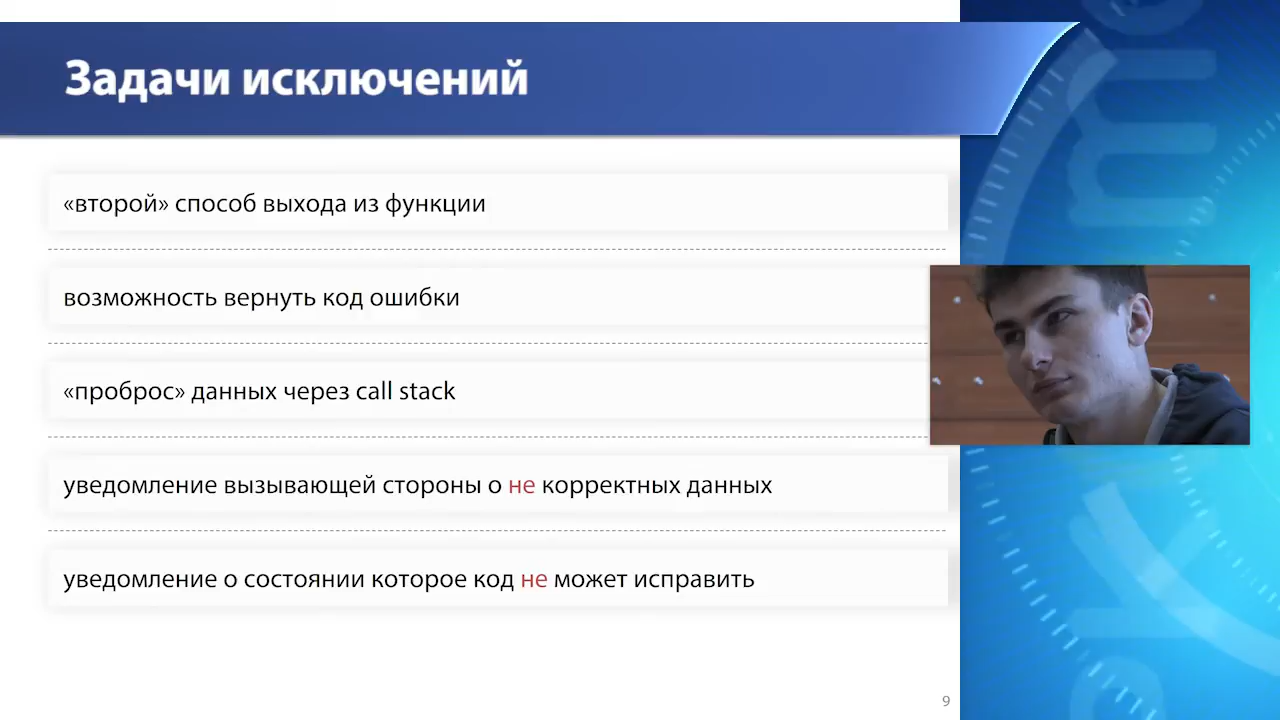 Задачи исключений
«второй» способ выхода из функции
возможность вернуть код ошибки
«проброс» данных через call stack
уведомление вызывающей стороны о не корректных данных
уведомление о состоянии которое код не может исправить
9